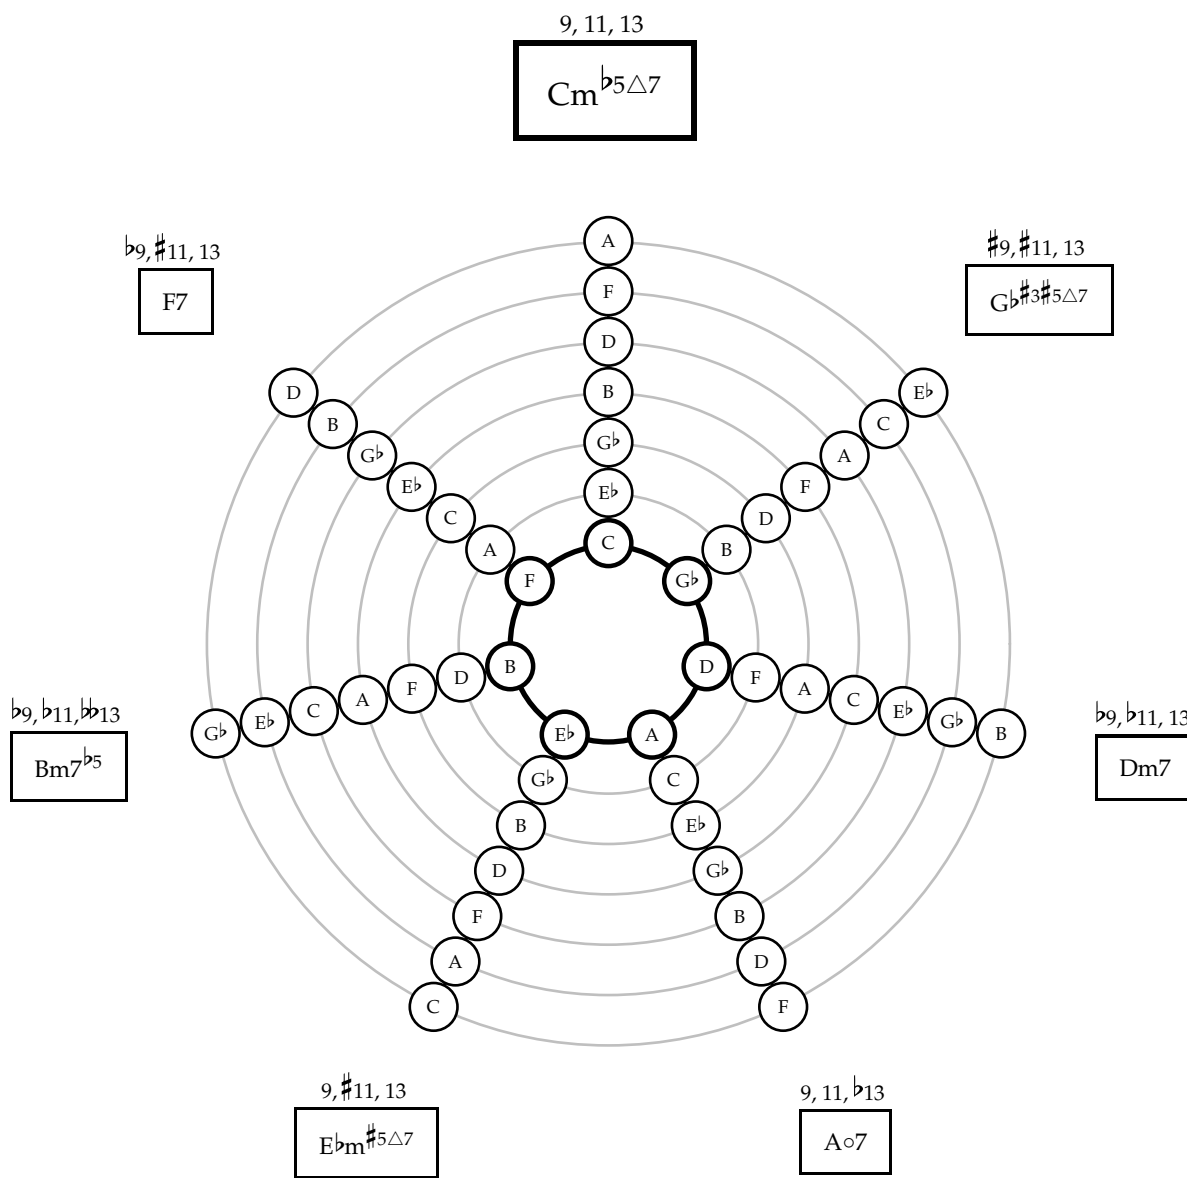 9, 11, 13
Cm♭5△7
♭9, ♯11, 13
F7
♯9, ♯11, 13
G♭♯3♯5△7
A
F
D
B
G♭
E♭
C
D
B
G♭
E♭
C
A
F
E♭
C
A
F
D
B
G♭
G♭
E♭
C
A
F
D
B
D
F
A
C
E♭
G♭
B
♭9, ♭11, 𝄫13
Bm7♭5
♭9, ♭11, 13
Dm7
E♭
G♭
B
D
F
A
C
A
C
E♭
G♭
B
D
F
9, ♯11, 13
E♭m♯5△7
9, 11, ♭13
A○7